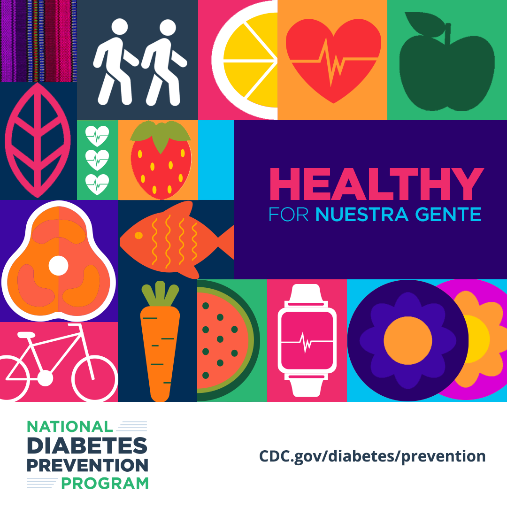 HEALTHY
FOR NUESTRA GENTE
NATIONAL
DIABETES
PREVENTION
PROGRAM
CDC.gov/diabetes/prevention